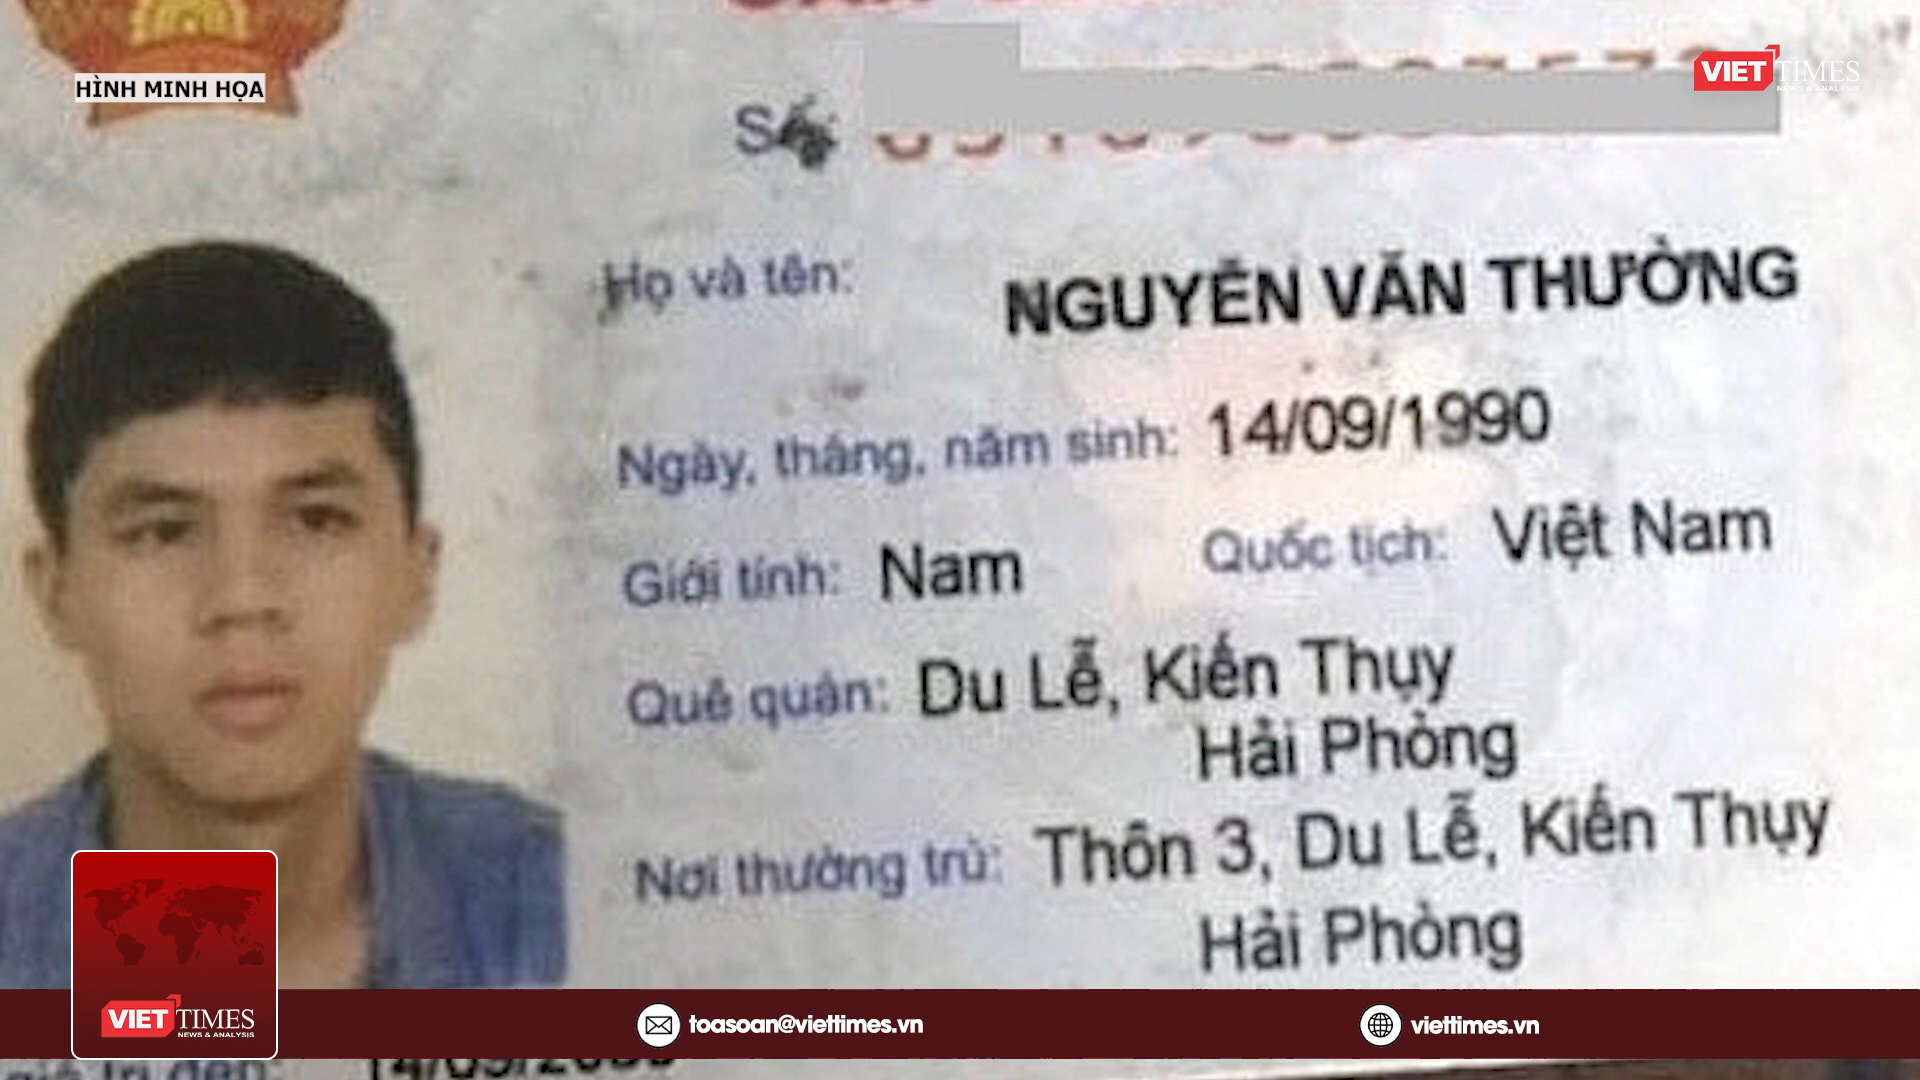 HÌNH MINH HỌA
VIETTIMES
NEWS & ANALYSIS
Số
Họ và tên: NGUYỄN VĂN THƯỜNG
Ngày, tháng, năm sinh: 14/09/1990
Giới tính: Nam Quốc tịch: Việt Nam
Quê quán: Du Lễ, Kiến Thụy
Hải Phòng
Nơi thường trú: Thôn 3, Du Lễ, Kiến Thụy
Hải Phòng
VIETTIMES
NEWS & ANALYSIS
toasoan@viettimes.vn
viettimes.vn